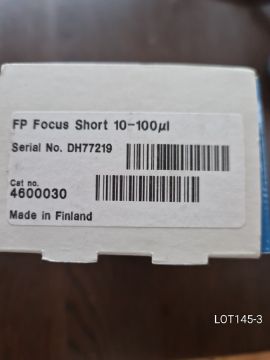 FP Focus Short 10-100µl
Serial No. DH77219
Cat no.
4600030
Made in Finland
LOT145-3